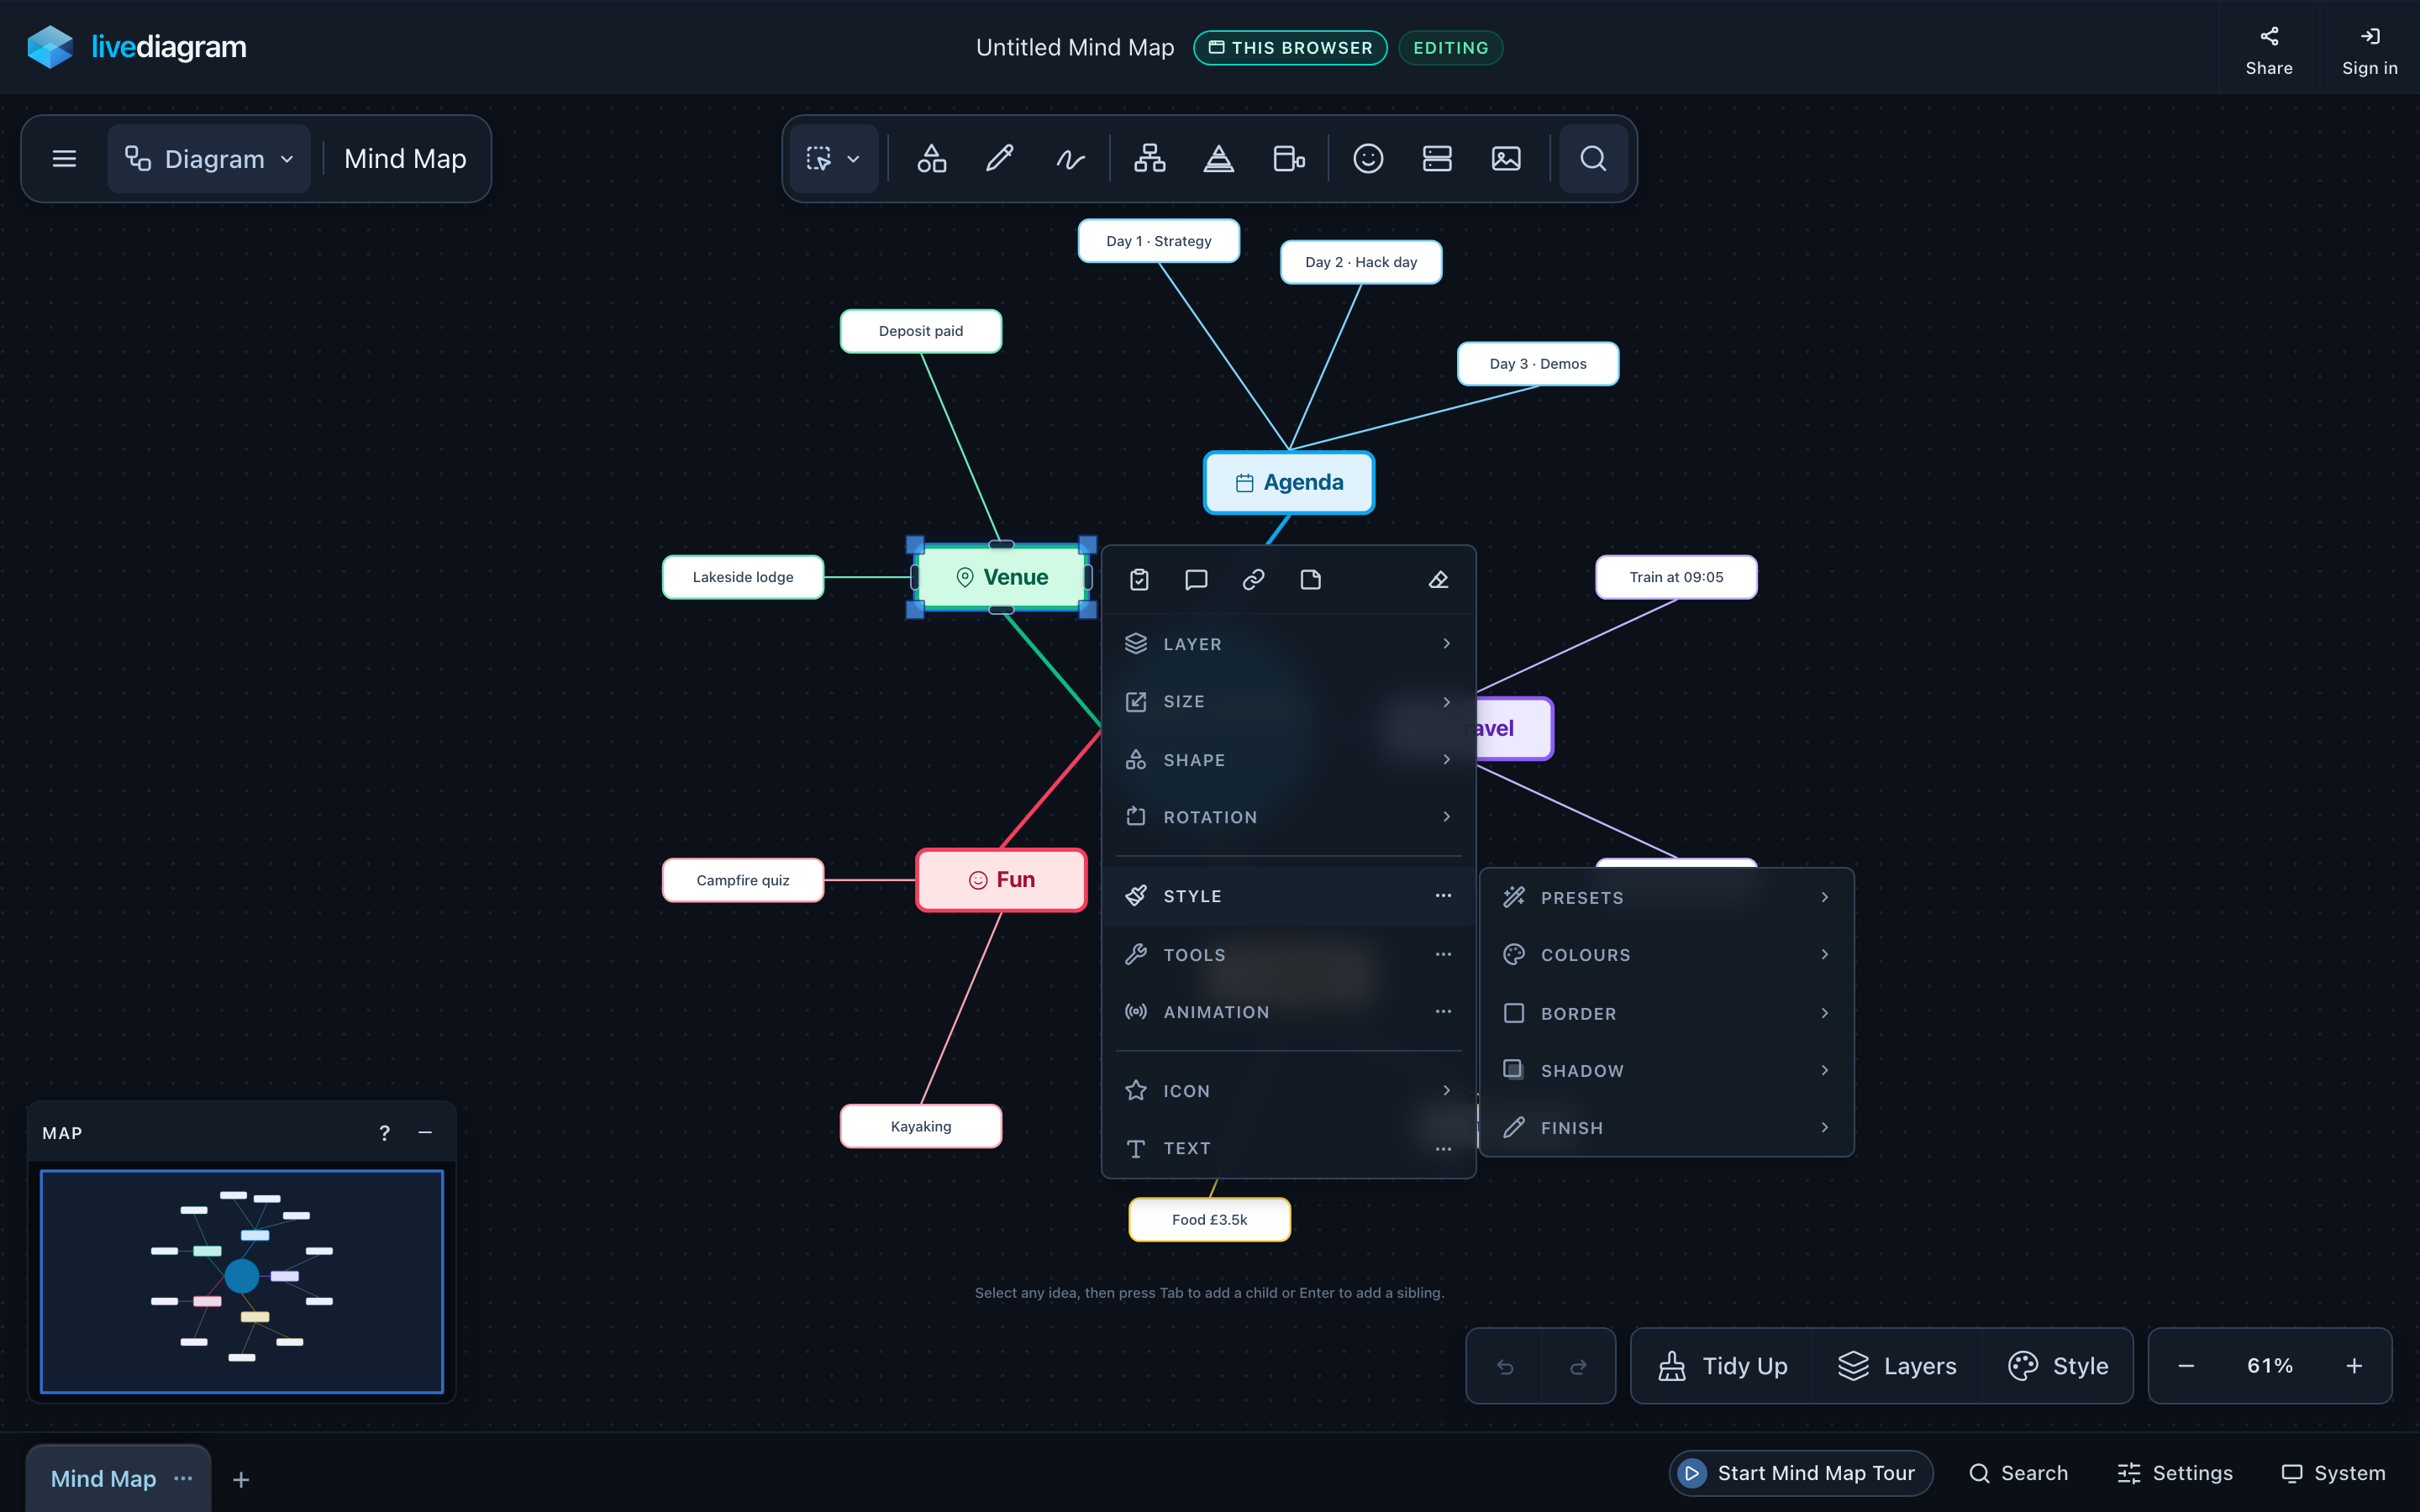 livediagram
Untitled Mind Map
THIS BROWSER
EDITING
Share
Sign in
Diagram
Mind Map
Day 1 · Strategy
Day 2 · Hack day
Deposit paid
Day 3 · Demos
Agenda
Lakeside lodge
Venue
Train at 09:05
LAYER
SIZE
SHAPE
ROTATION
avel
Campfire quiz
Fun
STYLE
TOOLS
ANIMATION
ICON
TEXT
PRESETS
COLOURS
BORDER
SHADOW
FINISH
Kayaking
Food £3.5k
MAP
?
Select any idea, then press Tab to add a child or Enter to add a sibling.
Tidy Up
Layers
Style
61%
Mind Map
Start Mind Map Tour
Search
Settings
System